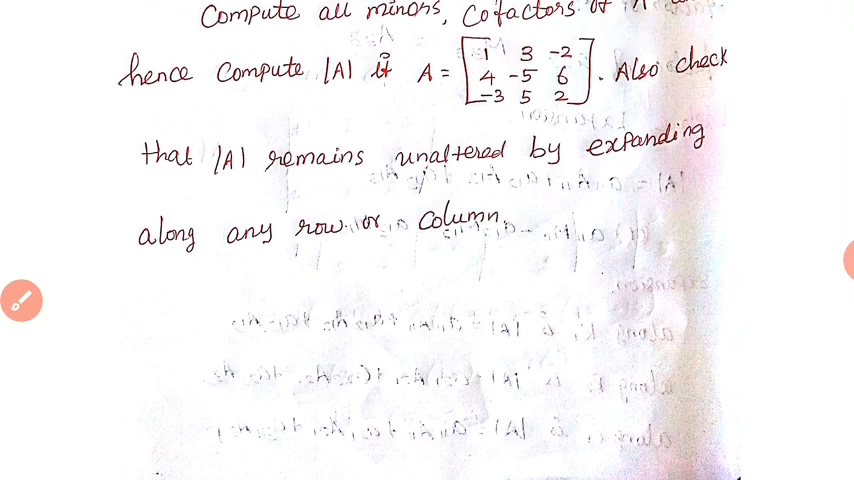 Compute all minors, Cofactors of A
hence Compute |A| if A = [1 3 -2
4 -5 6
-3 5 2]. Also check
that |A| remains unaltered by expanding
along any row or column.